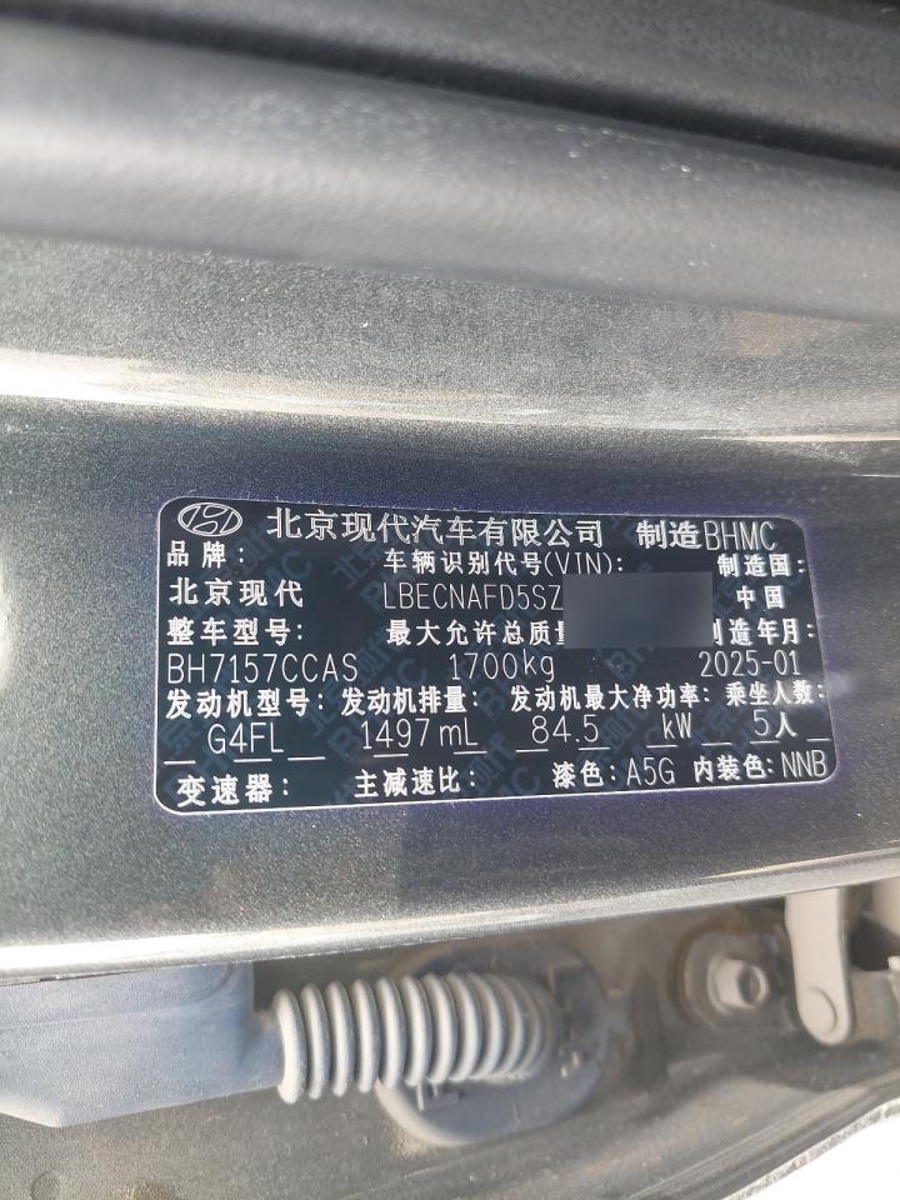 北京现代汽车有限公司 制造BHMC
品牌: 车辆识别代号(VIN): 制造国:
北京现代 LBECNAFD5SZ 中国
整车型号: 最大允许总质 造年月:
BH7157CCAS 1700kg 2025-01
发动机型号: 发动机排量: 发动机最大净功率: 乘坐人数:
G4FL 1497mL 84.5 kW 5人
变速器: 主减速比: 漆色:A5G 内装色:NNB